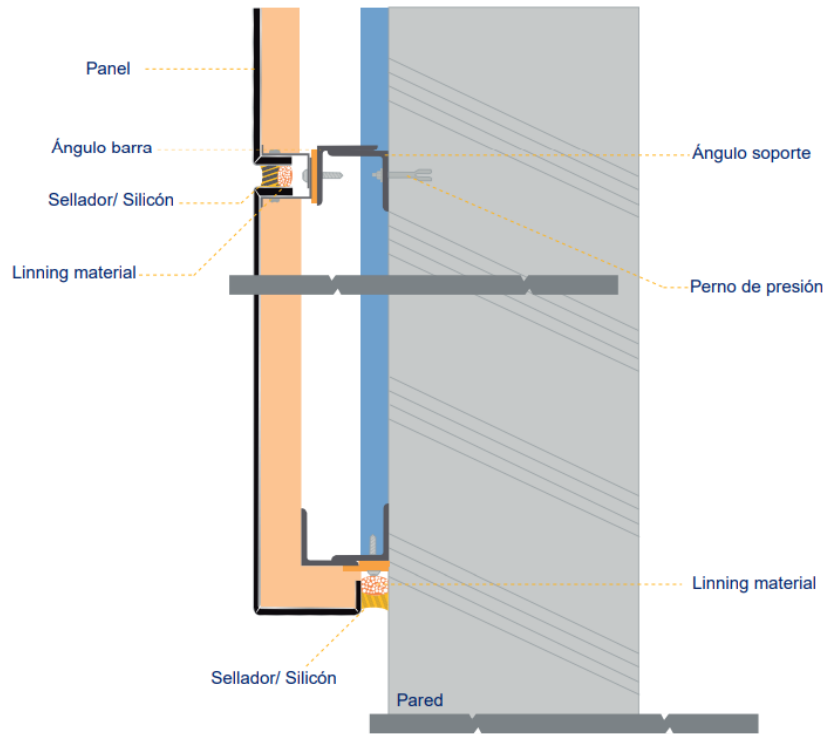 Panel
Ángulo barra
Ángulo soporte
Sellador/ Silicón
Linning material
Perno de presión
Linning material
Sellador/ Silicón
Pared